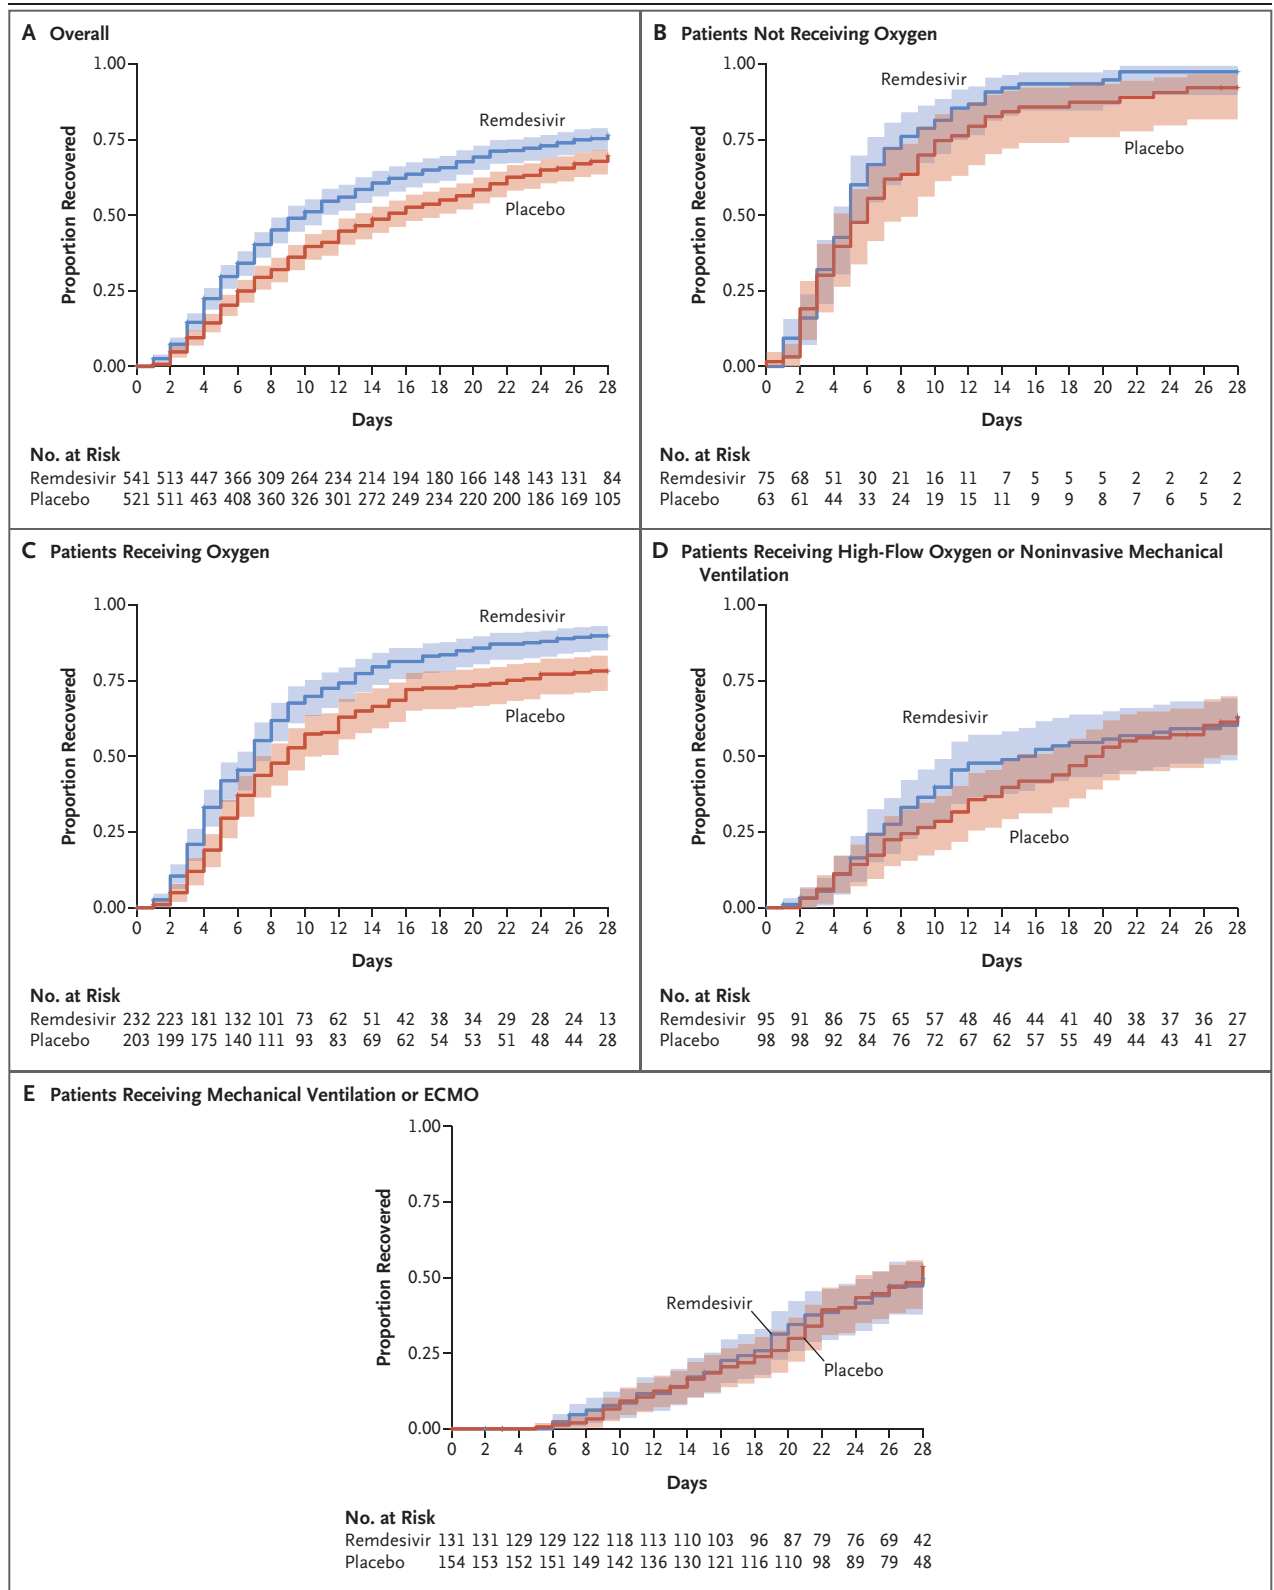 A Overall
1.00
0.75
0.50
0.25
0.00
Proportion Recovered
Remdesivir
Placebo
0 2 4 6 8 10 12 14 16 18 20 22 24 26 28
Days
No. at Risk
Remdesivir 541 513 447 366 309 264 234 214 194 180 166 148 143 131 84
Placebo 521 511 463 408 360 326 301 272 249 234 220 200 186 169 105
B Patients Not Receiving Oxygen
1.00
0.75
0.50
0.25
0.00
Proportion Recovered
Remdesivir
Placebo
0 2 4 6 8 10 12 14 16 18 20 22 24 26 28
Days
No. at Risk
Remdesivir 75 68 51 30 21 16 11 7 5 5 5 2 2 2 2
Placebo 63 61 44 33 24 19 15 11 9 9 8 7 6 5 2
C Patients Receiving Oxygen
1.00
0.75
0.50
0.25
0.00
Proportion Recovered
Remdesivir
Placebo
0 2 4 6 8 10 12 14 16 18 20 22 24 26 28
Days
No. at Risk
Remdesivir 232 223 181 132 101 73 62 51 42 38 34 29 28 24 13
Placebo 203 199 175 140 111 93 83 69 62 54 53 51 48 44 28
D Patients Receiving High-Flow Oxygen or Noninvasive Mechanical
Ventilation
1.00
0.75
0.50
0.25
0.00
Proportion Recovered
Remdesivir
Placebo
0 2 4 6 8 10 12 14 16 18 20 22 24 26 28
Days
No. at Risk
Remdesivir 95 91 86 75 65 57 48 46 44 41 40 38 37 36 27
Placebo 98 98 92 84 76 72 67 62 57 55 49 44 43 41 27
E Patients Receiving Mechanical Ventilation or ECMO
1.00
0.75
0.50
0.25
0.00
Proportion Recovered
Remdesivir
Placebo
0 2 4 6 8 10 12 14 16 18 20 22 24 26 28
Days
No. at Risk
Remdesivir 131 131 129 129 122 118 113 110 103 96 87 79 76 69 42
Placebo 154 153 152 151 149 142 136 130 121 116 110 98 89 79 48